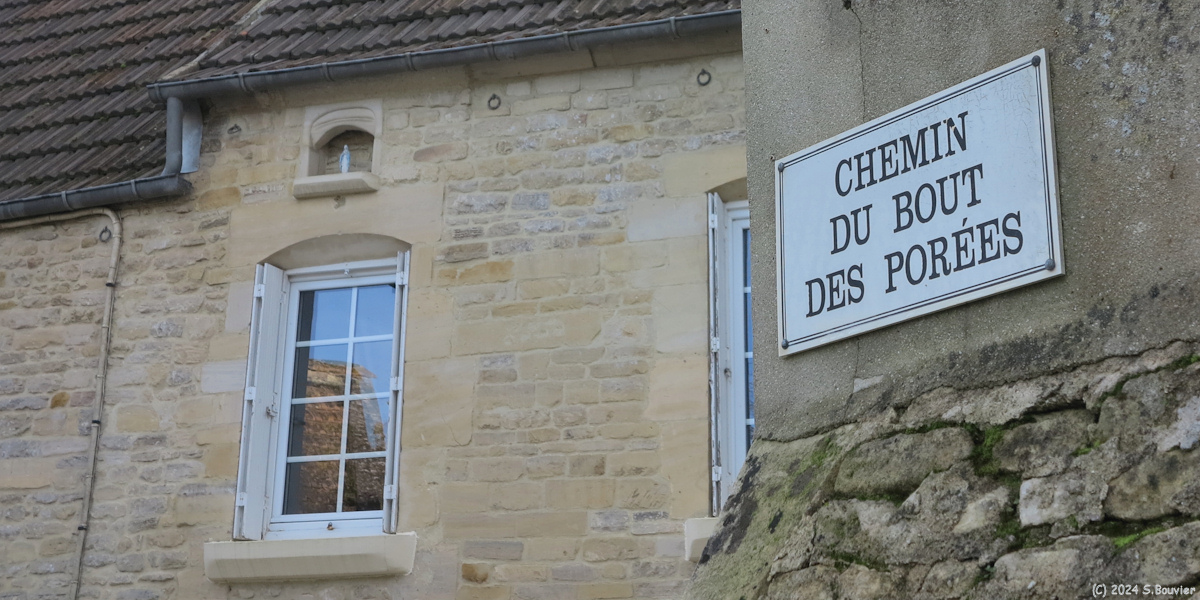 CHEMIN
DU BOUT
DES PORÉES
(C) 2024 S.Bouvier